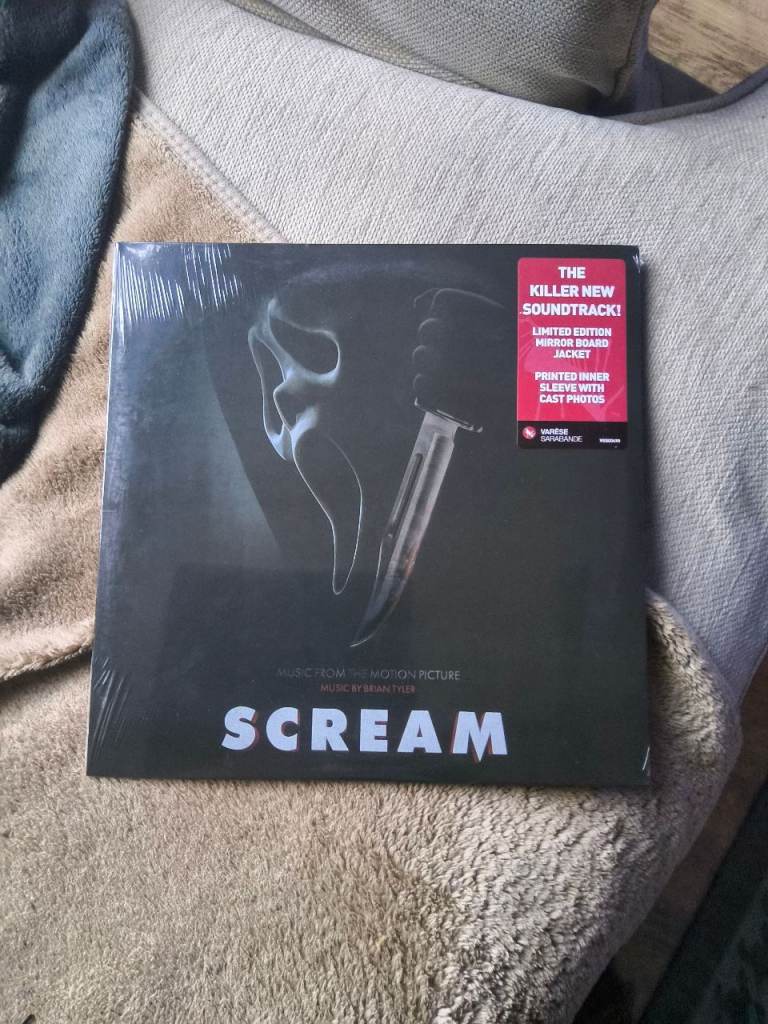 THE
KILLER NEW
SOUNDTRACK!
LIMITED EDITION
MIRROR BOARD
JACKET
PRINTED INNER
SLEEVE WITH
CAST PHOTOS
VARÈSE
SARABANDE
MUSIC FROM THE MOTION PICTURE
MUSIC BY BRIAN TYLER
SCREAM